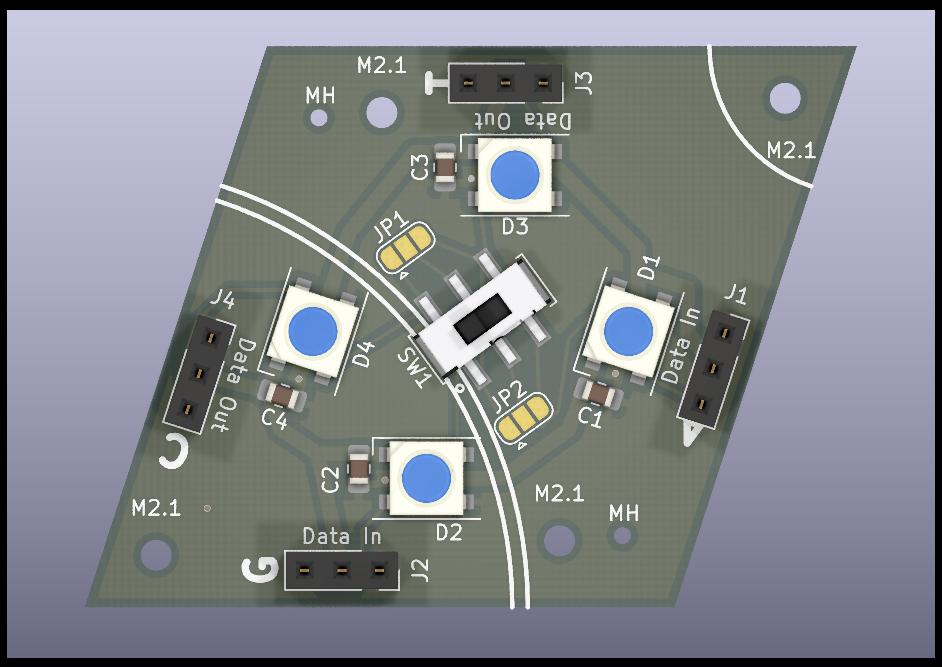 M2.1
J3
MH
Data Out
M2.1
C3
JP1
D3
D1
J4
J1
Data In
Data Out
D4
SW1
JP2
C4
C1
C2
M2.1
M2.1
MH
Data In
D2
G
J2